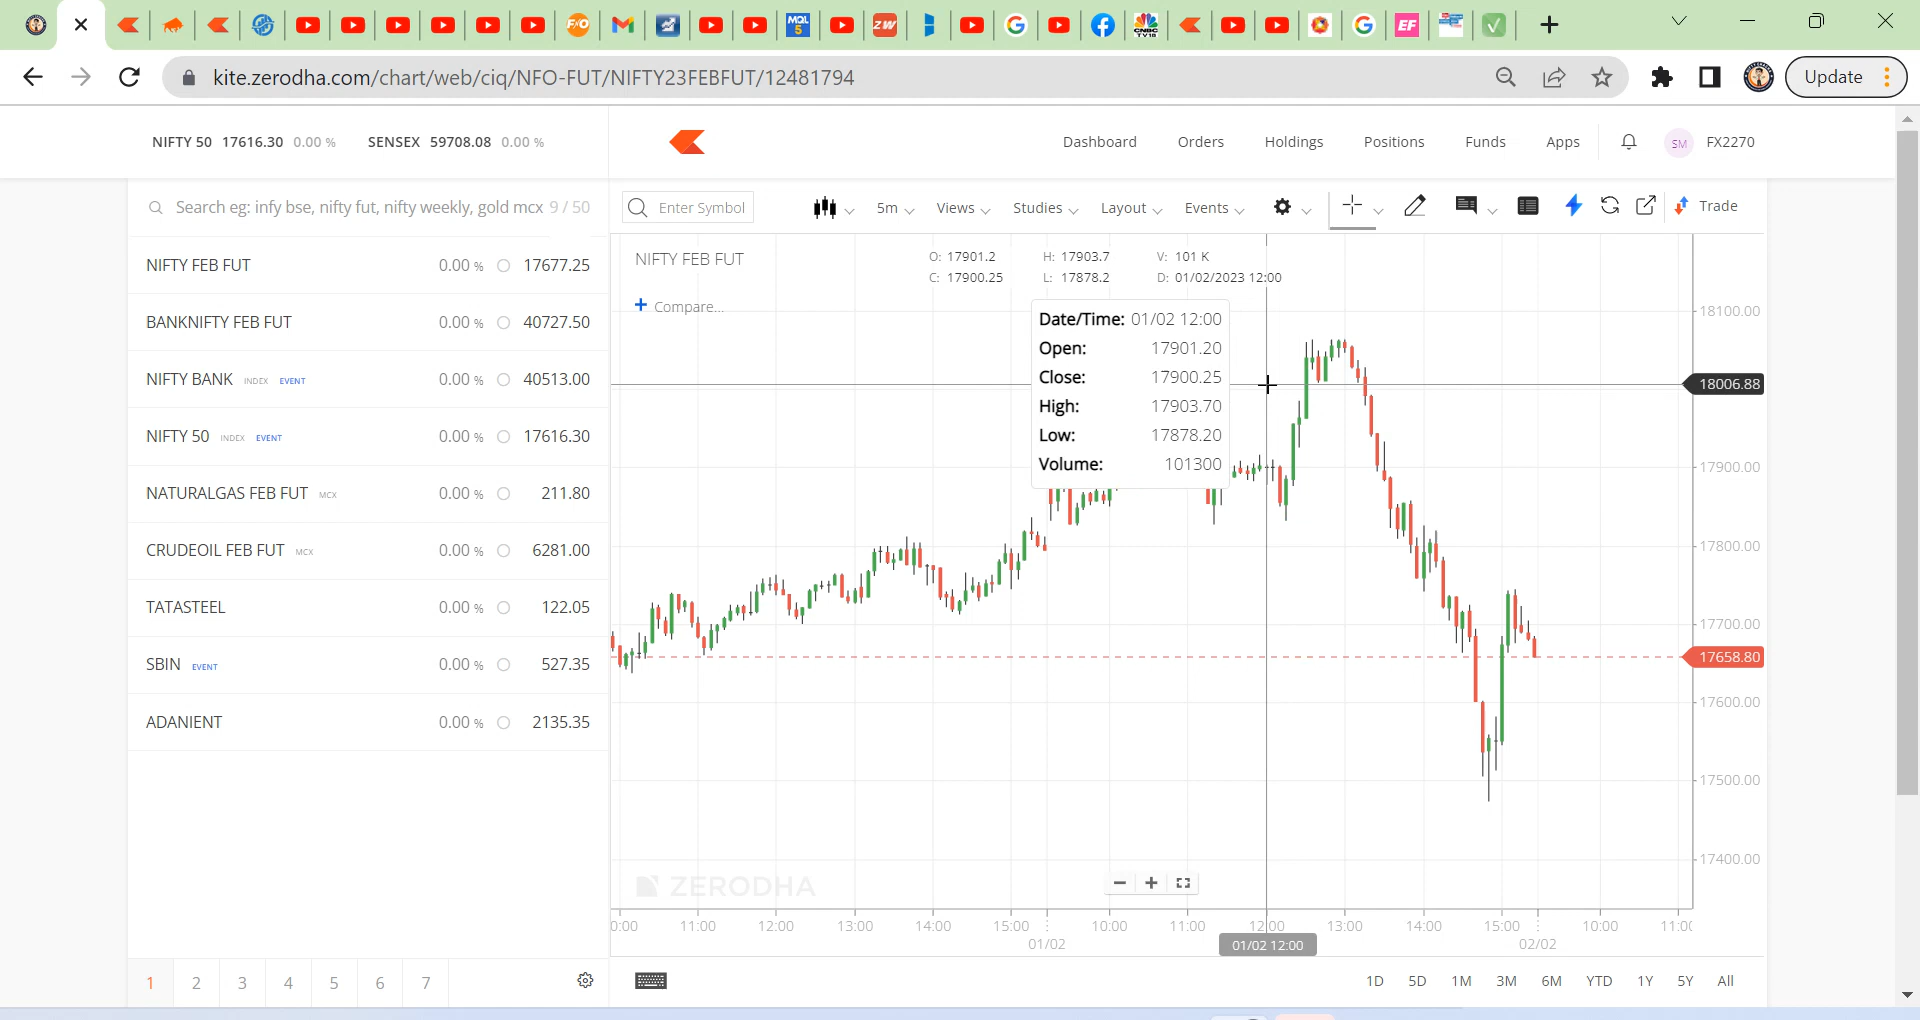 kite.zerodha.com/chart/web/ciq/NFO-FUT/NIFTY23FEBFUT/12481794
Update
NIFTY 50 17616.30 0.00 % SENSEX 59708.08 0.00 %
Dashboard Orders Holdings Positions Funds Apps SM FX2270
Search eg: infy bse, nifty fut, nifty weekly, gold mcx 9 / 50
Enter Symbol 5m Views Studies Layout Events Trade
NIFTY FEB FUT 0.00 % 17677.25
BANKNIFTY FEB FUT 0.00 % 40727.50
NIFTY BANK INDEX EVENT 0.00 % 40513.00
NIFTY 50 INDEX EVENT 0.00 % 17616.30
NATURALGAS FEB FUT MCX 0.00 % 211.80
CRUDEOIL FEB FUT MCX 0.00 % 6281.00
TATASTEEL 0.00 % 122.05
SBIN EVENT 0.00 % 527.35
ADANIENT 0.00 % 2135.35
1 2 3 4 5 6 7
NIFTY FEB FUT
O: 17901.2 H: 17903.7 V: 101 K
C: 17900.25 L: 17878.2 D: 01/02/2023 12:00
+ Compare...
Date/Time: 01/02 12:00
Open: 17901.20
Close: 17900.25
High: 17903.70
Low: 17878.20
Volume: 101300
18100.00
18006.88
17900.00
17800.00
17700.00
17658.80
17600.00
17500.00
17400.00
ZERODHA
0:00 11:00 12:00 13:00 14:00 15:00 10:00 11:00 12:00 13:00 14:00 15:00 10:00 11:00
01/02 01/02 12:00 02/02
1D 5D 1M 3M 6M YTD 1Y 5Y All